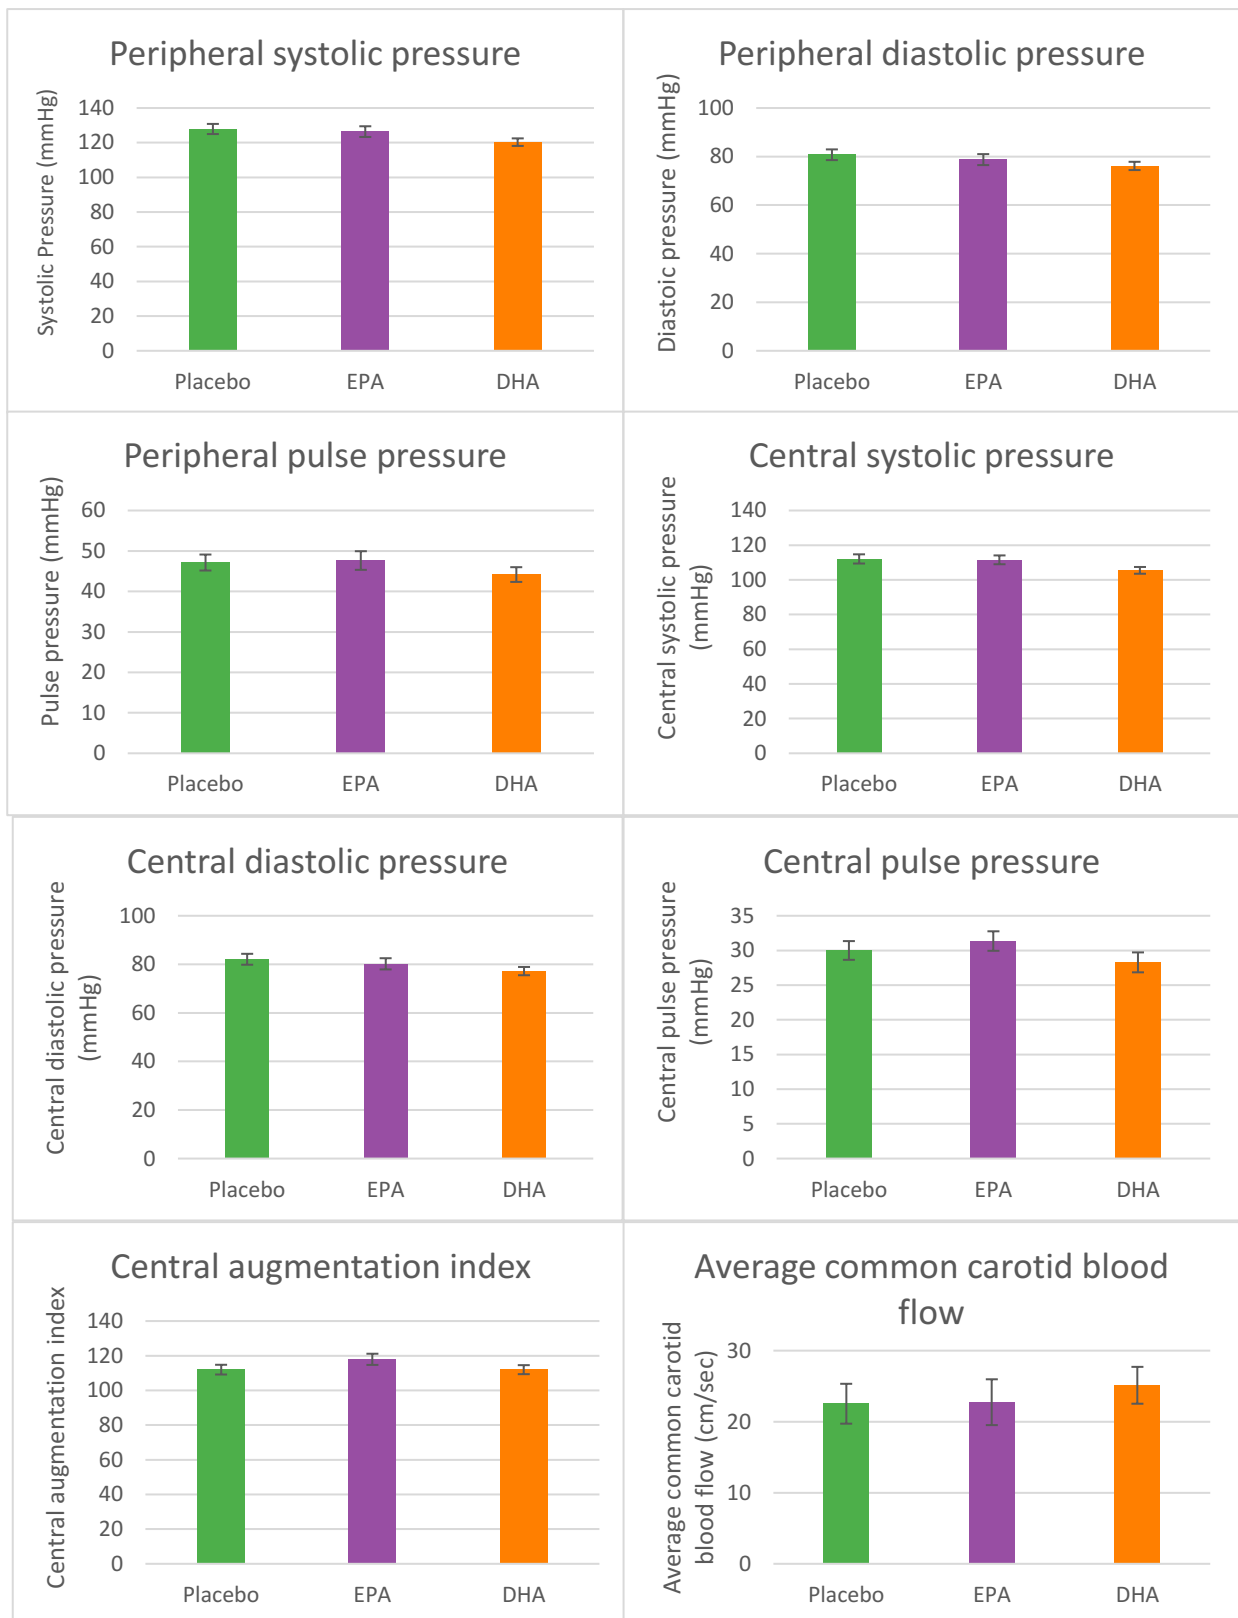 Peripheral systolic pressure
Systolic Pressure (mmHg)
140
120
100
80
60
40
20
0
Placebo EPA DHA
Peripheral diastolic pressure
Diastoic pressure (mmHg)
100
80
60
40
20
0
Placebo EPA DHA
Peripheral pulse pressure
Pulse pressure (mmHg)
60
50
40
30
20
10
0
Placebo EPA DHA
Central systolic pressure
Central systolic pressure
(mmHg)
140
120
100
80
60
40
20
0
Placebo EPA DHA
Central diastolic pressure
Central diastolic pressure
(mmHg)
100
80
60
40
20
0
Placebo EPA DHA
Central pulse pressure
Central pulse pressure
(mmHg)
35
30
25
20
15
10
5
0
Placebo EPA DHA
Central augmentation index
Central augmentation index
140
120
100
80
60
40
20
0
Placebo EPA DHA
Average common carotid blood
flow
Average common carotid
blood flow (cm/sec)
30
20
10
0
Placebo EPA DHA